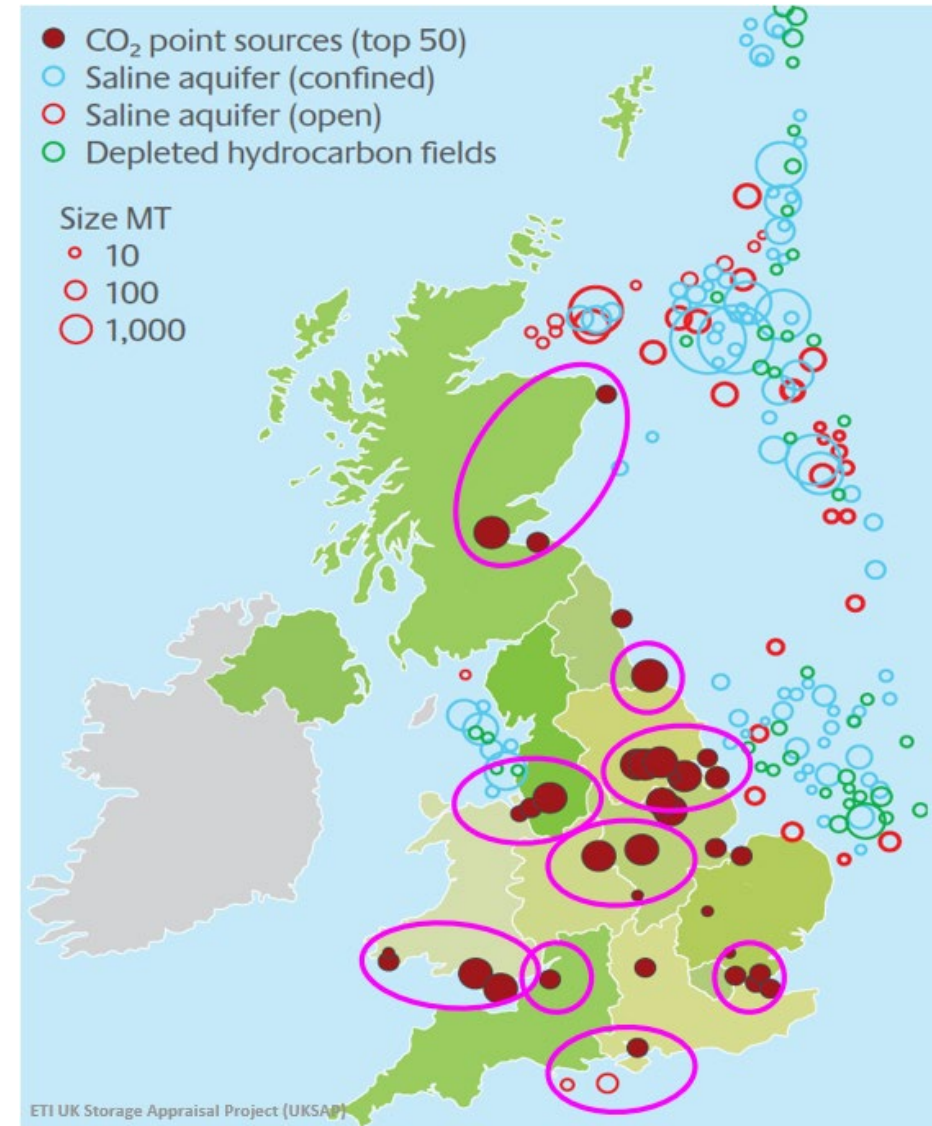 CO₂ point sources (top 50)
Saline aquifer (confined)
Saline aquifer (open)
Depleted hydrocarbon fields
Size MT
10
100
1,000
ETI UK Storage Appraisal Project (UKSAP)